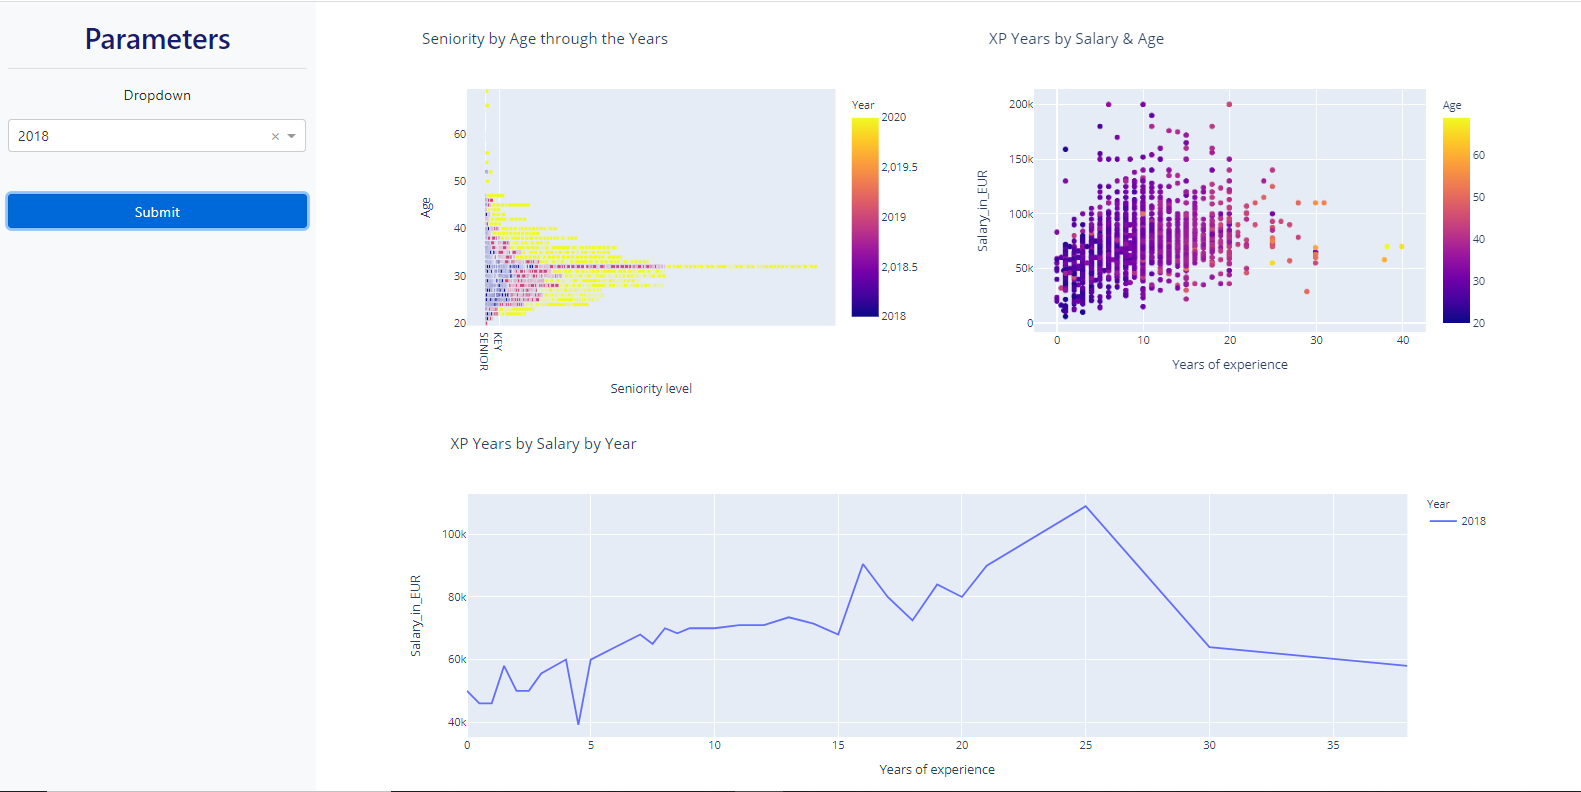 Parameters
Dropdown
2018
×
Submit
Seniority by Age through the Years
Age
60
50
40
30
20
SENIOR
KEY
Seniority level
Year
2020
2,019.5
2019
2,018.5
2018
XP Years by Salary & Age
Salary_in_EUR
200k
150k
100k
50k
0
0
10
20
30
40
Years of experience
Age
60
50
40
30
20
XP Years by Salary by Year
Salary_in_EUR
100k
80k
60k
40k
0
5
10
15
20
25
30
35
Years of experience
Year
2018